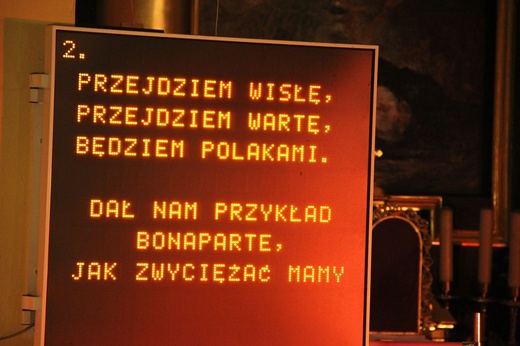 2.
PRZEJDZIEM WISŁĘ,
PRZEJDZIEM WARTĘ,
BĘDZIEM POLAKAMI.
DAŁ NAM PRZYKŁAD
BONAPARTE,
JAK ZWYCIĘŻAĆ MAMY